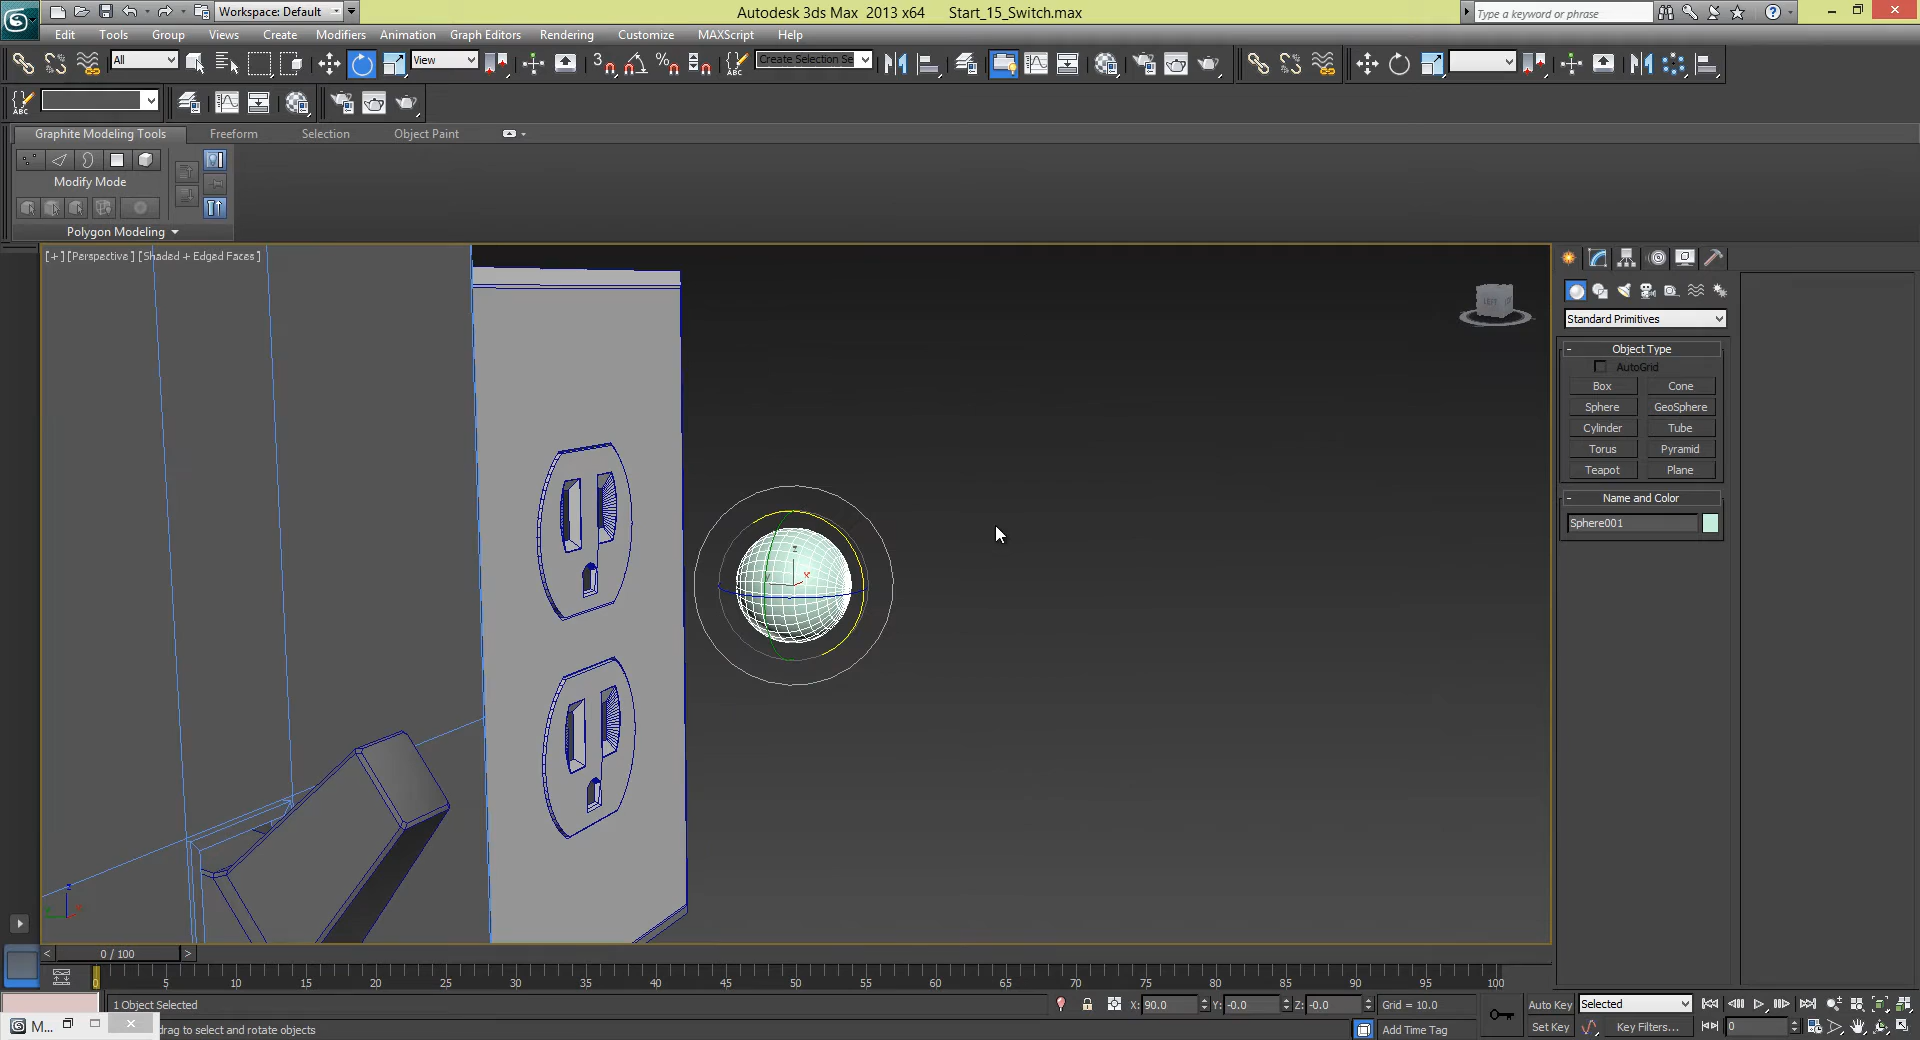 Workspace: Default
Autodesk 3ds Max 2013 x64 Start_15_Switch.max
Type a keyword or phrase
Edit Tools Group Views Create Modifiers Animation Graph Editors Rendering Customize MAXScript Help
All
View
3
Create Selection Se
ABC
Graphite Modeling Tools Freeform Selection Object Paint
Modify Mode
Polygon Modeling
[+] [Perspective] [Shaded + Edged Faces]
LEFT
Standard Primitives
- Object Type
AutoGrid
Box Cone
Sphere GeoSphere
Cylinder Tube
Torus Pyramid
Teapot Plane
- Name and Color
Sphere001
z
x
z
< 0 / 100 >
0 5 10 15 20 25 30 35 40 45 50 55 60 65 70 75 80 85 90 95 100
1 Object Selected X: 90.0 Y: -0.0 Z: -0.0 Grid = 10.0 Auto Key Selected
M... drag to select and rotate objects Add Time Tag Set Key Key Filters... 0